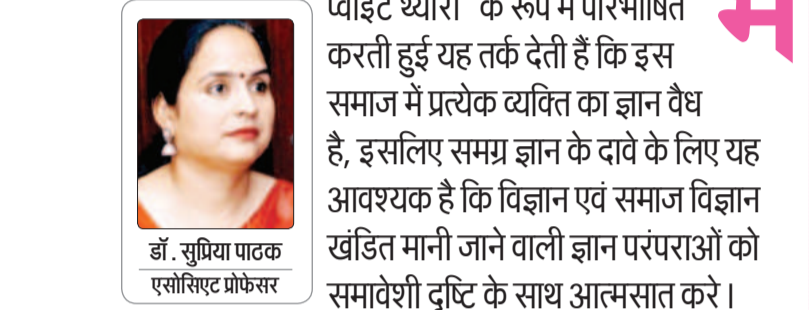 डॉ. सुप्रिया पाठक
एसोसिएट प्रोफेसर
प्वाइंट थ्योरी" के रूप में परिभाषित
करती हुई यह तर्क देती हैं कि इस
समाज में प्रत्येक व्यक्ति का ज्ञान वैध
है, इसलिए समग्र ज्ञान के दावे के लिए यह
आवश्यक है कि विज्ञान एवं समाज विज्ञान
खंडित मानी जाने वाली ज्ञान परंपराओं को
समावेशी दृष्टि के साथ आत्मसात करे।